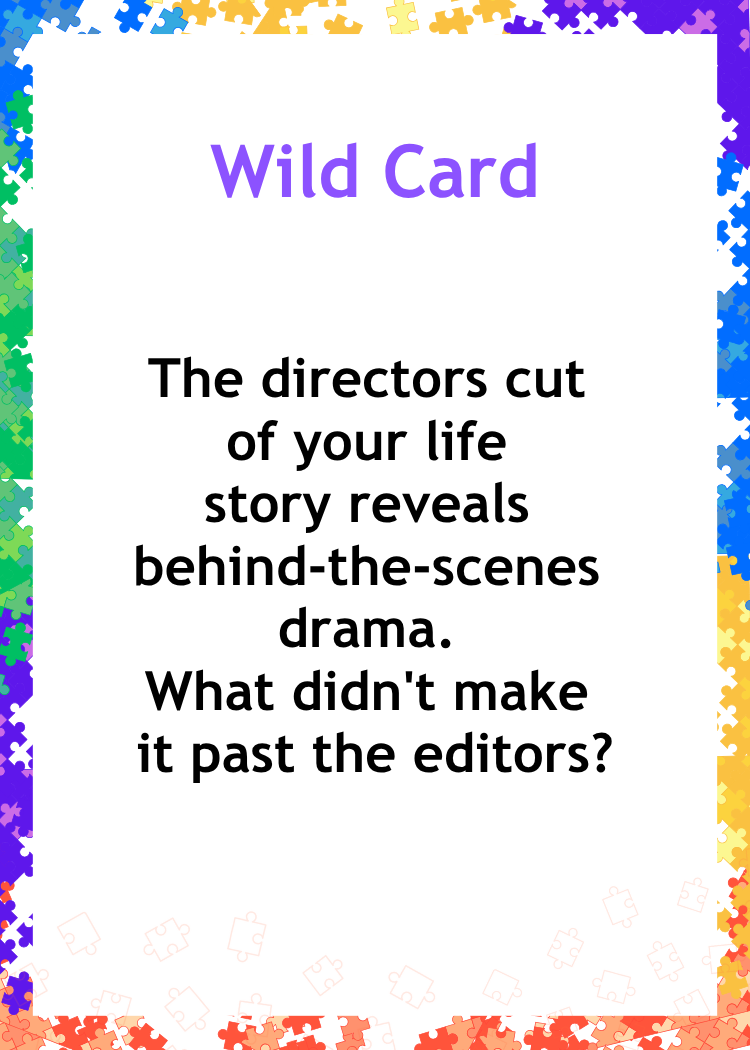 Wild Card
The directors cut
of your life
story reveals
behind-the-scenes
drama.
What didn't make
it past the editors?